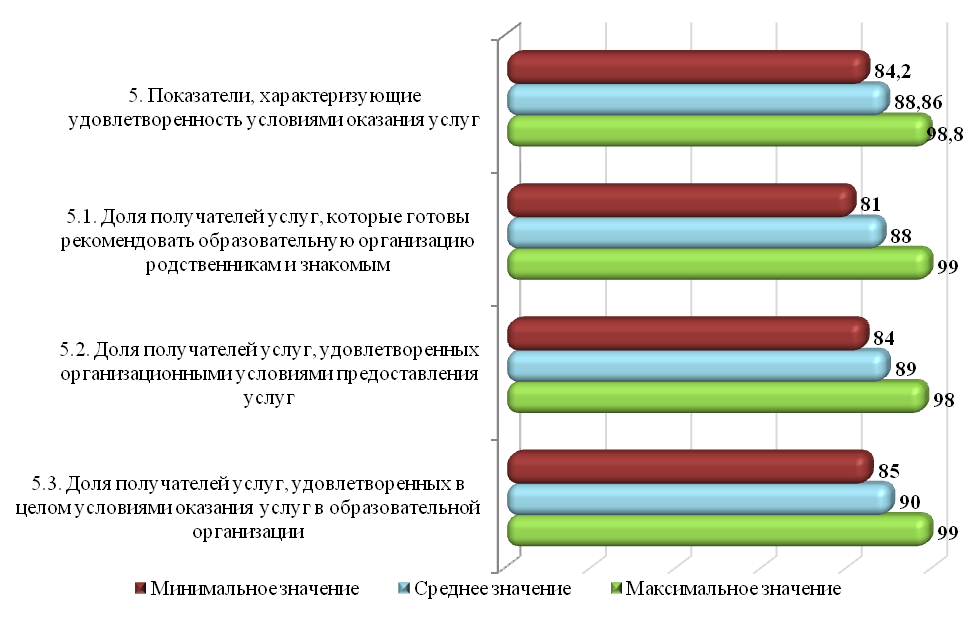 5. Показатели, характеризующие
удовлетворенность условиями оказания услуг
84,2
88,86
98,8
5.1. Доля получателей услуг, которые готовы
рекомендовать образовательную организацию
родственникам и знакомым
81
88
99
5.2. Доля получателей услуг, удовлетворенных
организационными условиями предоставления
услуг
84
89
98
5.3. Доля получателей услуг, удовлетворенных в
целом условиями оказания услуг в образовательной
организации
85
90
99
Минимальное значение
Среднее значение
Максимальное значение